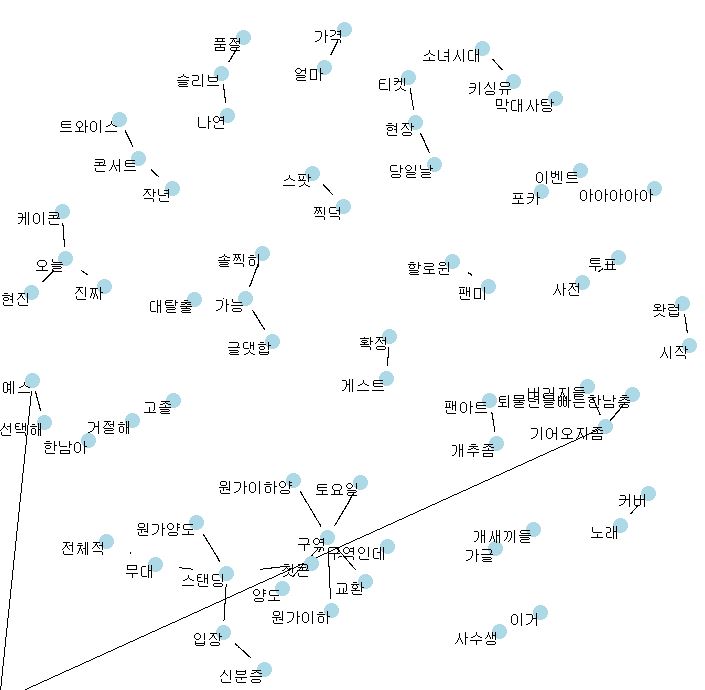 품절
가격
소녀시대
슬리브
얼마
티켓
키싱유
막대사탕
나연
트와이스
현장
콘서트
당일날
작년
스팟
찍덕
이벤트
포카
아아아아아
케이콘
오늘
현진
진짜
솔찍히
대탈출
가능
글댓합
할로윈
팬미
투표
사전
왓럽
시작
확정
게스트
예스
선택해
한남아
거절해
고졸
팬아트
개추좀
기어오지좀
원가이하양
토요일
전체적
원가양도
무대
스탠딩
구역
구역인데
첫콘
양도
교환
원가이하
입장
신분증
커버
노래
개새끼들
가글
이거
사수생